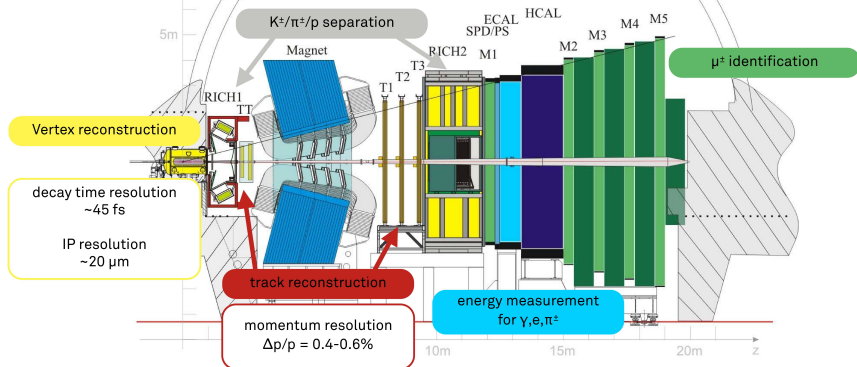 K±/π±/p separation
ECAL
HCAL
SPD/PS
M1
M2
M3
M4
M5
5m
Magnet
RICH2
T1
T2
T3
μ± identification
RICH1
TT
Vertex reconstruction
decay time resolution
~45 fs
IP resolution
~20 μm
track reconstruction
momentum resolution
Δp/p = 0.4-0.6%
energy measurement
for γ,e,π±
10m
15m
20m
z